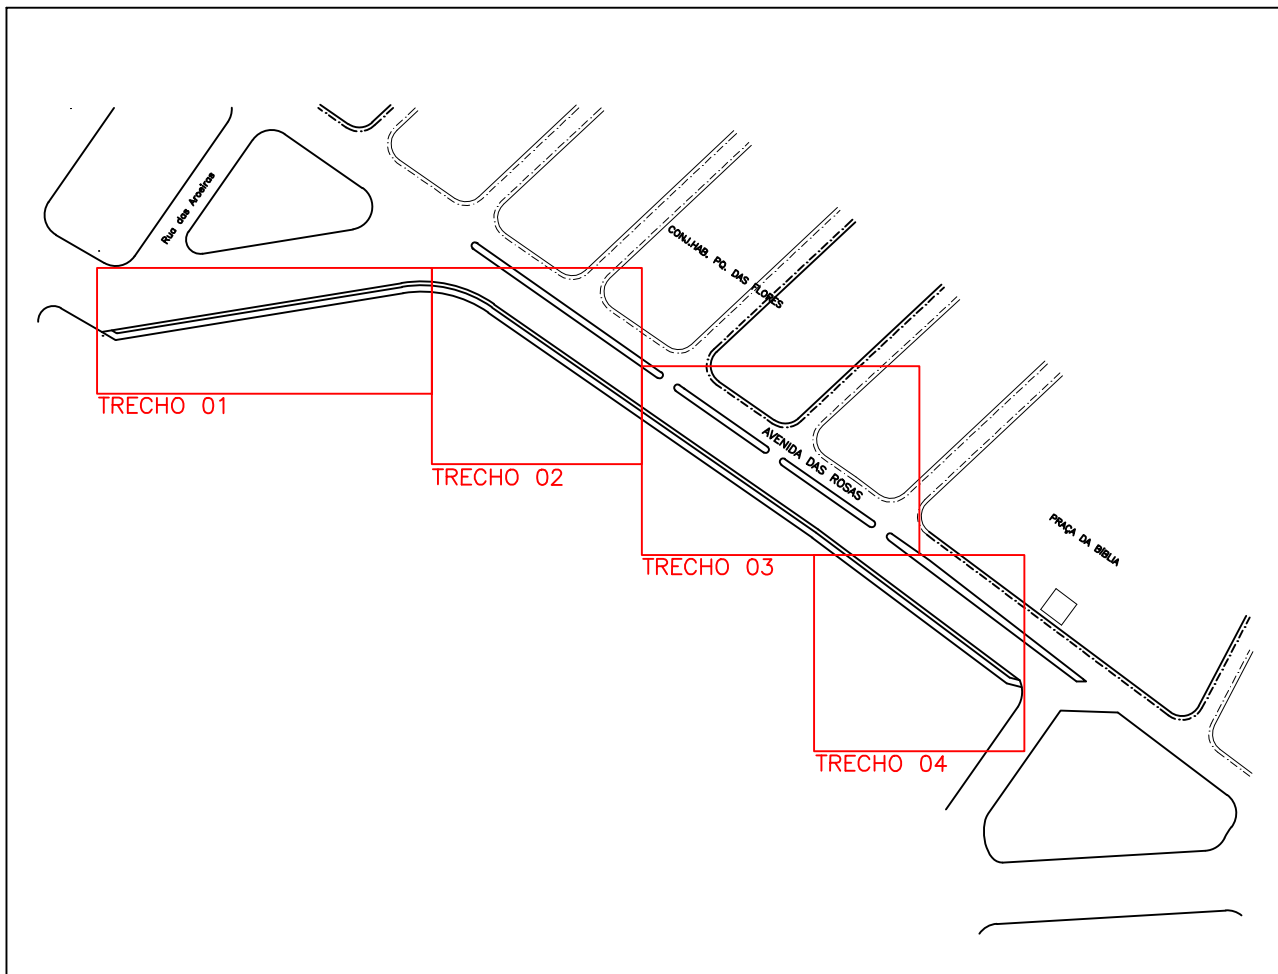 Rua das Aroeiras
CONJ.HAB. PQ. DAS FLORES
TRECHO 01
TRECHO 02
AVENIDA DAS ROSAS
PRAÇA DA BÍBLIA
TRECHO 03
TRECHO 04